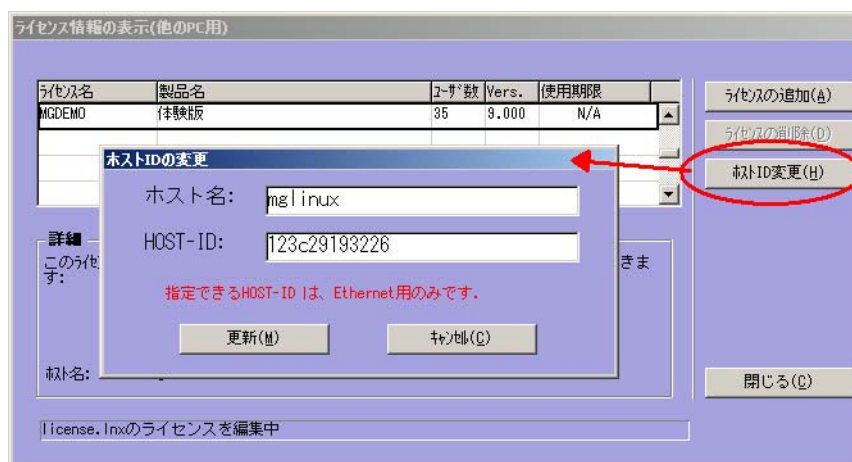 ライセンス情報の表示(他のPC用)
ライセンス名 製品名 ユーザ数 Vers. 使用期限
MGDEMO 体験版 35 9.000 N/A
ライセンスの追加(A)
ライセンスの削除(D)
ホストID変更(H)
ホストIDの変更
ホスト名: mglinux
HOST-ID: 123c29193226
指定できるHOST-ID は、Ethernet用のみです.
更新(M) キャンセル(C)
詳細
このライセ
きま
す:
ホスト名:
閉じる(C)
license.lnxのライセンスを編集中